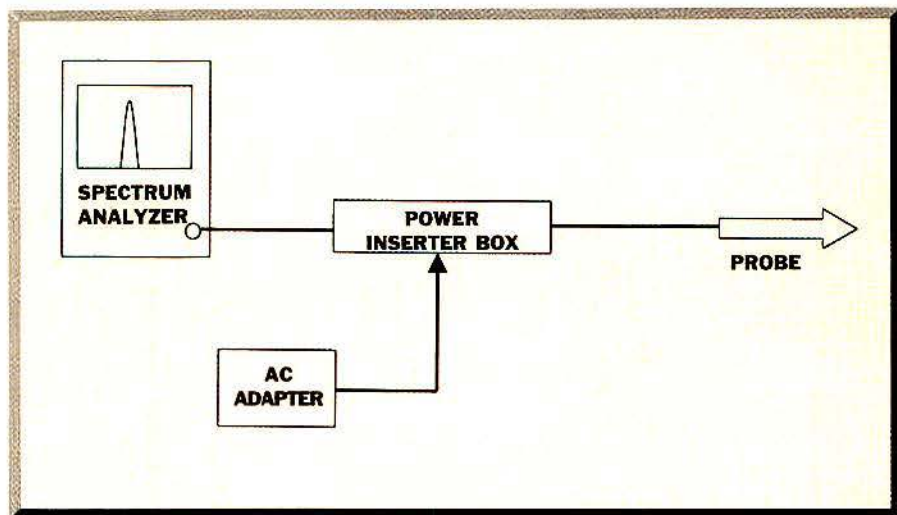 SPECTRUM
ANALYZER
POWER
INSERTER BOX
PROBE
AC
ADAPTER